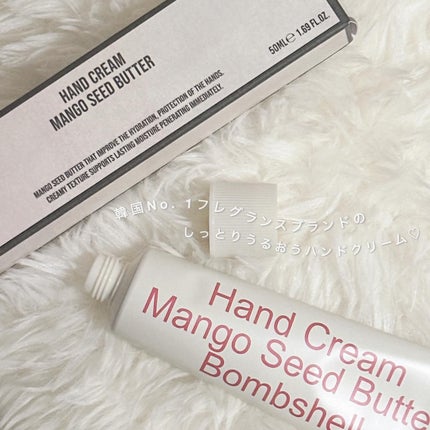 50MLe 1.69 FL.OZ.
HAND CREAM
MANGO SEED BUTTER
MANGO SEED BUTTER THAT IMPROVE THE HYDRATION, PROTECTION OF THE HANDS.
CREAMY TEXTURE SUPPORTS LASTING MOISTURE PENETRATING IMMEDIATELY.
韓国No. 1フレグランスブランドの
しっとりうるおうハンドクリーム♡
Hand Cream
Mango Seed Butte
Bombshell